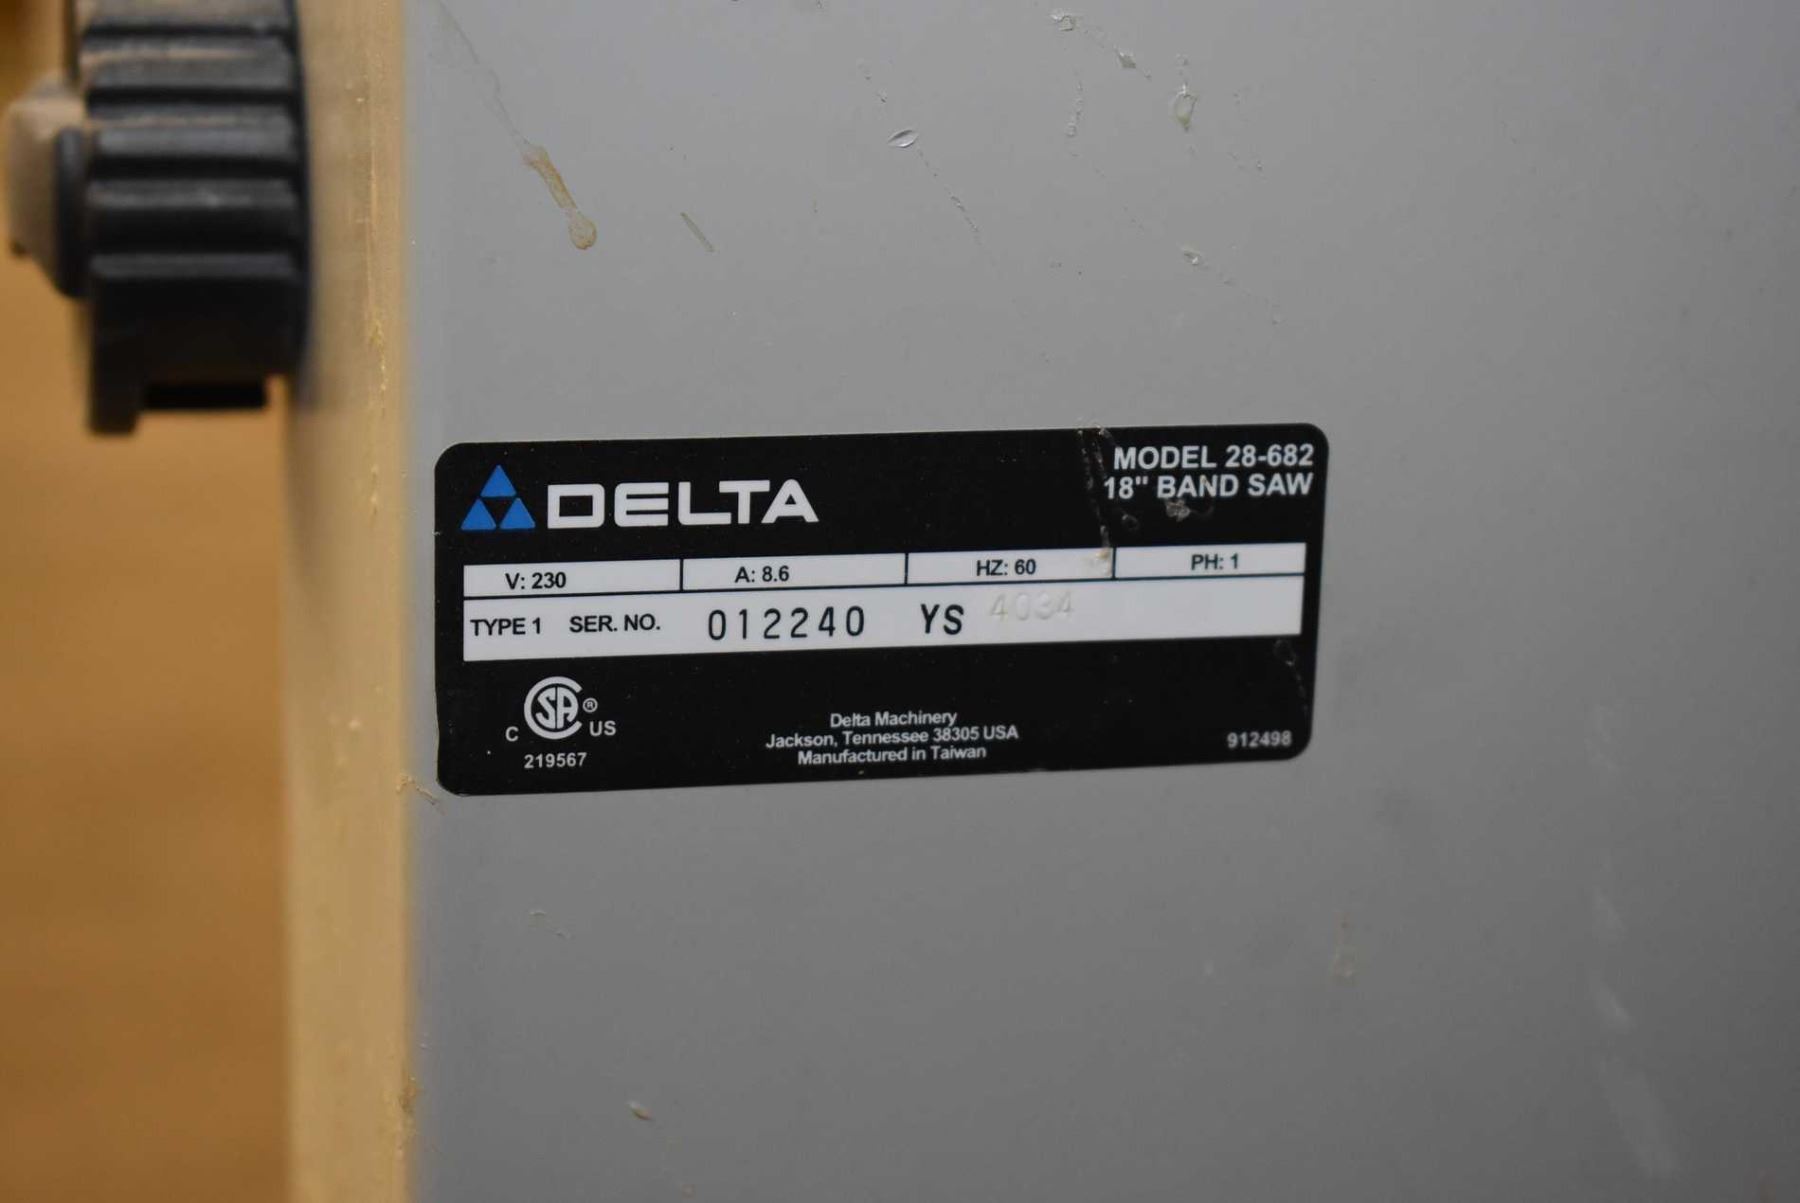 DELTA
MODEL 28-682
18" BAND SAW
V: 230 A: 8.6 HZ: 60 PH: 1
TYPE 1 SER. NO. 012240 YS 4034
C SA ® US
219567
Delta Machinery
Jackson, Tennessee 38305 USA
Manufactured in Taiwan
912498